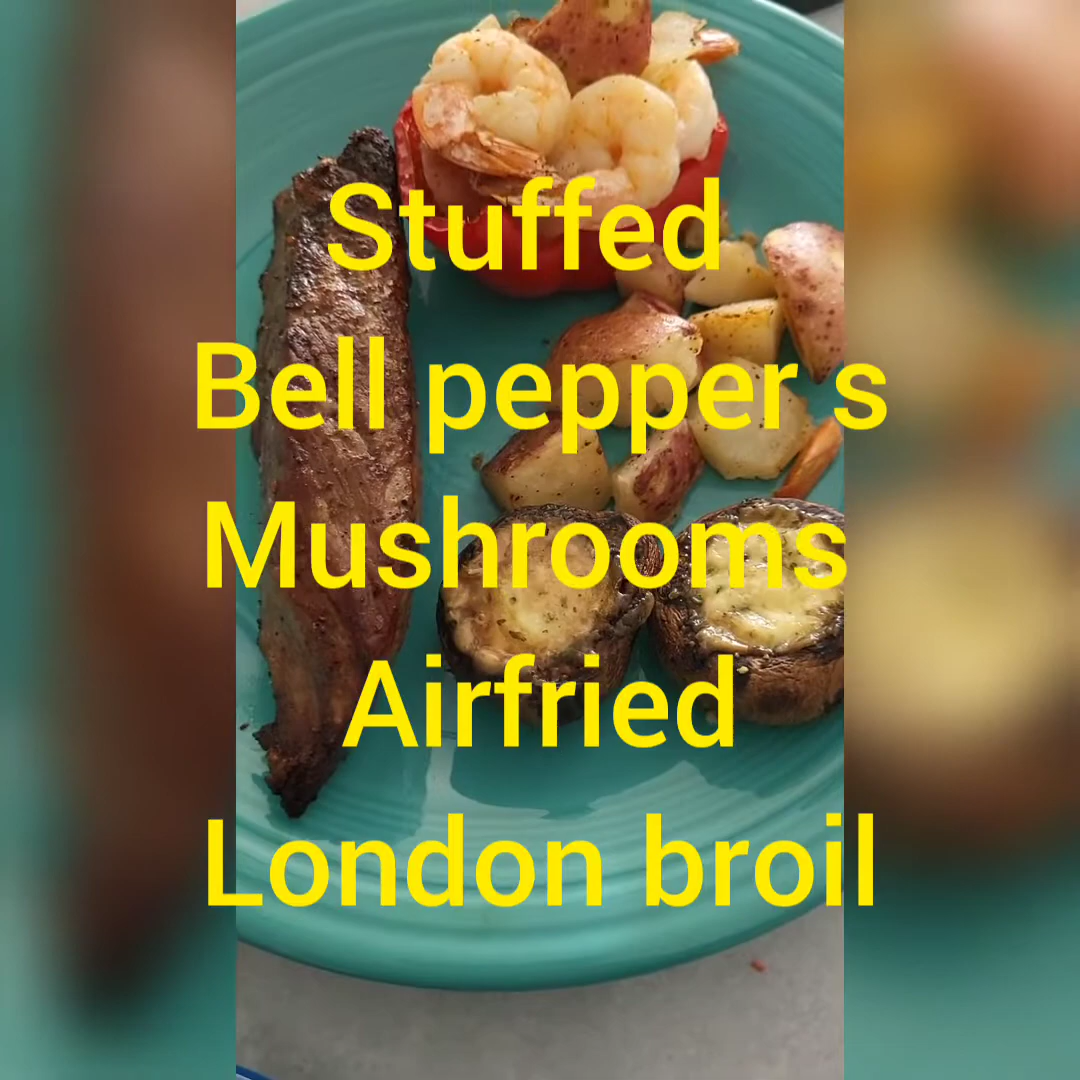 Stuffed
Bell pepper s
Mushrooms
Airfried
London broil